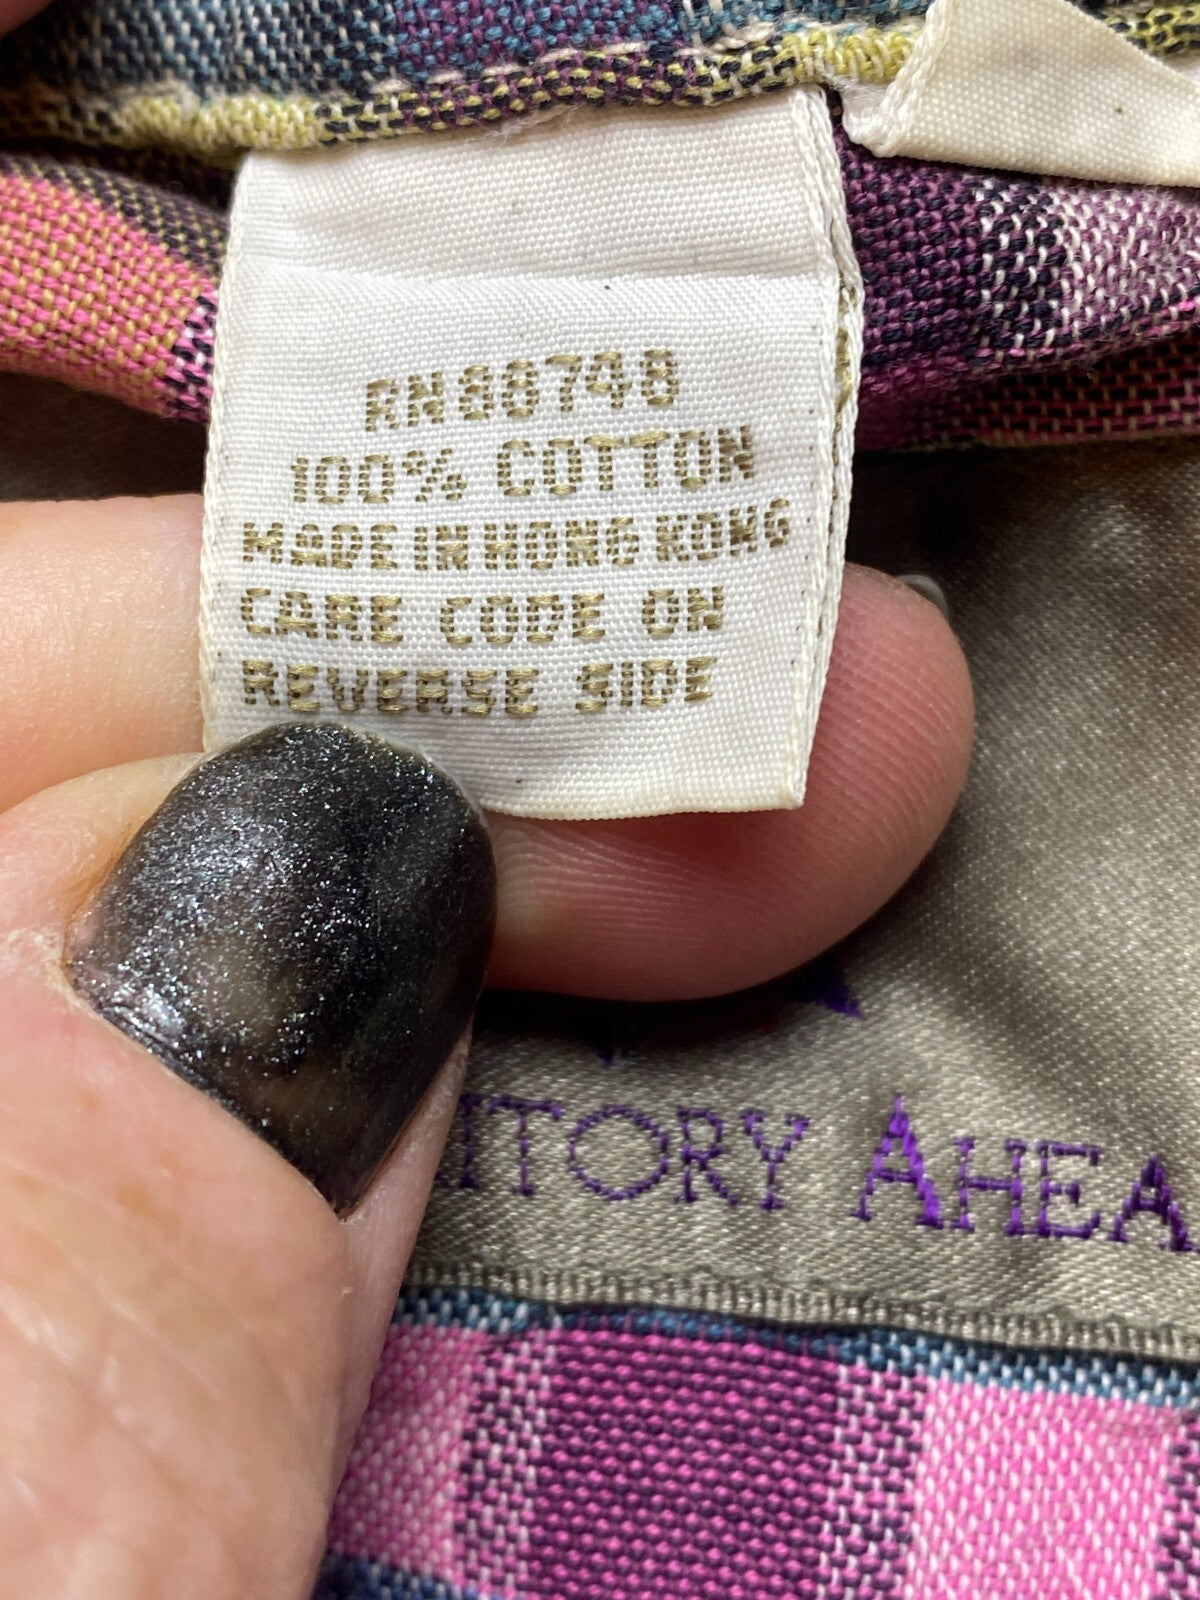 RN88748
100% COTTON
MADE IN HONG KONG
CARE CODE ON
REVERSE SIDE
ITORY AHEA